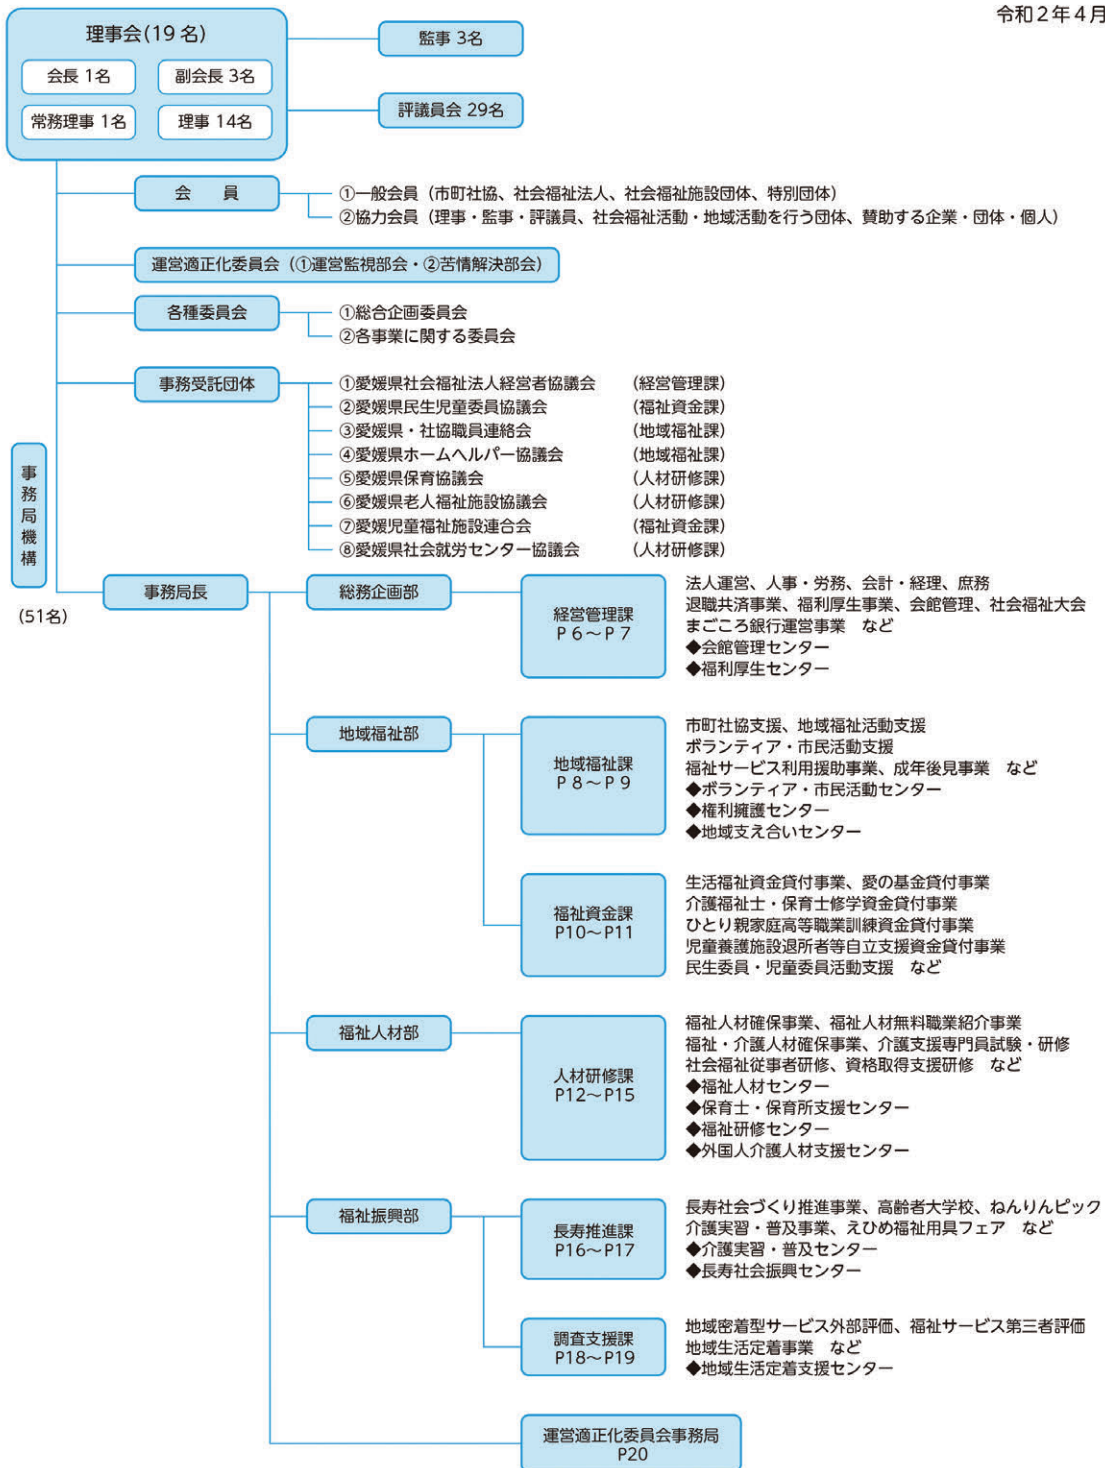 令和2年4月
理事会(19名)
会長 1名
副会長 3名
常務理事 1名
理事 14名
監事 3名
評議員会 29名
会　員
①一般会員（市町社協、社会福祉法人、社会福祉施設団体、特別団体）
②協力会員（理事・監事・評議員、社会福祉活動・地域活動を行う団体、賛助する企業・団体・個人）
運営適正化委員会（①運営監視部会・②苦情解決部会）
各種委員会
①総合企画委員会
②各事業に関する委員会
事務受託団体
①愛媛県社会福祉法人経営者協議会　（経営管理課）
②愛媛県民生児童委員協議会　（福祉資金課）
③愛媛県・社協職員連絡会　（地域福祉課）
④愛媛県ホームヘルパー協議会　（地域福祉課）
⑤愛媛県保育協議会　（人材研修課）
⑥愛媛県老人福祉施設協議会　（人材研修課）
⑦愛媛児童福祉施設連合会　（福祉資金課）
⑧愛媛県社会就労センター協議会　（人材研修課）
事務局機構
(51名)
事務局長
総務企画部
経営管理課
P 6～P 7
法人運営、人事・労務、会計・経理、庶務
退職共済事業、福利厚生事業、会館管理、社会福祉大会
まごころ銀行運営事業　など
◆会館管理センター
◆福利厚生センター
地域福祉部
地域福祉課
P 8～P 9
市町社協支援、地域福祉活動支援
ボランティア・市民活動支援
福祉サービス利用援助事業、成年後見事業　など
◆ボランティア・市民活動センター
◆権利擁護センター
◆地域支え合いセンター
福祉資金課
P10～P11
生活福祉資金貸付事業、愛の基金貸付事業
介護福祉士・保育士修学資金貸付事業
ひとり親家庭高等職業訓練資金貸付事業
児童養護施設退所者等自立支援資金貸付事業
民生委員・児童委員活動支援　など
福祉人材部
人材研修課
P12～P15
福祉人材確保事業、福祉人材無料職業紹介事業
福祉・介護人材確保事業、介護支援専門員試験・研修
社会福祉従事者研修、資格取得支援研修　など
◆福祉人材センター
◆保育士・保育所支援センター
◆福祉研修センター
◆外国人介護人材支援センター
福祉振興部
長寿推進課
P16～P17
長寿社会づくり推進事業、高齢者大学校、ねんりんピック
介護実習・普及事業、えひめ福祉用具フェア　など
◆介護実習・普及センター
◆長寿社会振興センター
調査支援課
P18～P19
地域密着型サービス外部評価、福祉サービス第三者評価
地域生活定着事業　など
◆地域生活定着支援センター
運営適正化委員会事務局
P20